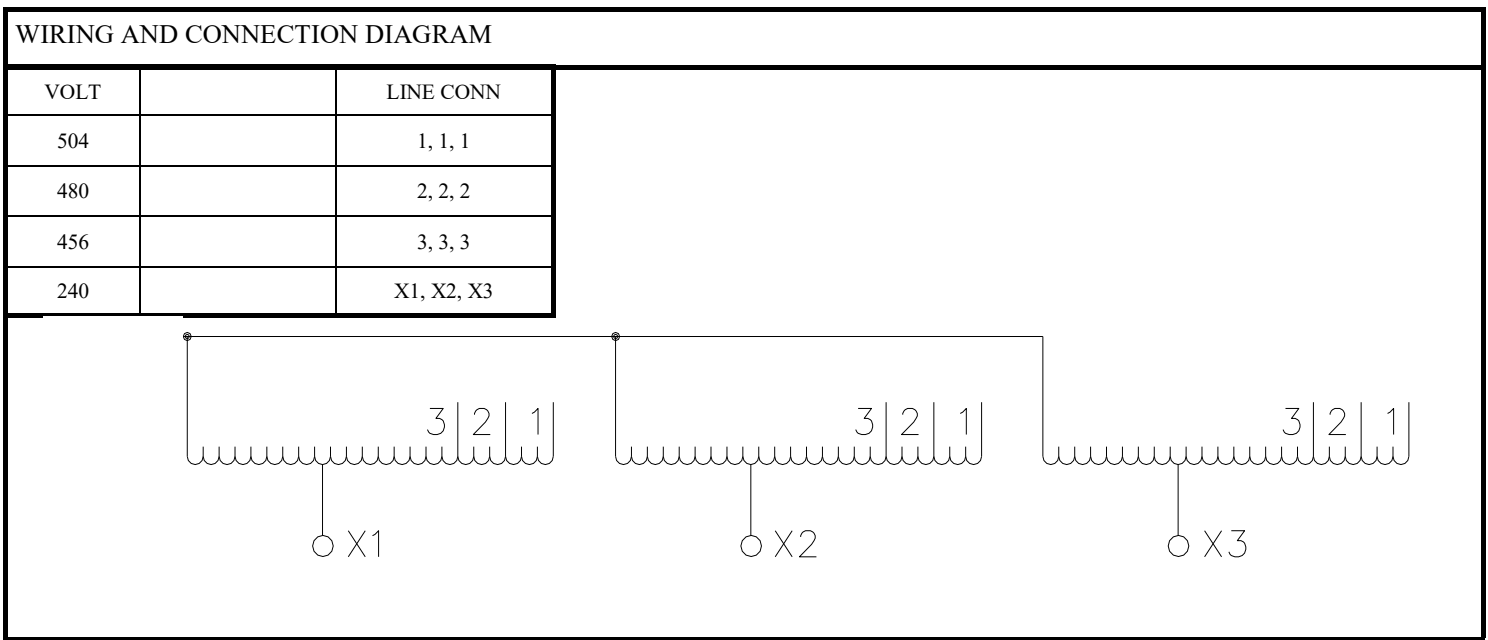 WIRING AND CONNECTION DIAGRAM
VOLT LINE CONN
504 1, 1, 1
480 2, 2, 2
456 3, 3, 3
240 X1, X2, X3
3 2 1 3 2 1 3 2 1
X1 X2 X3